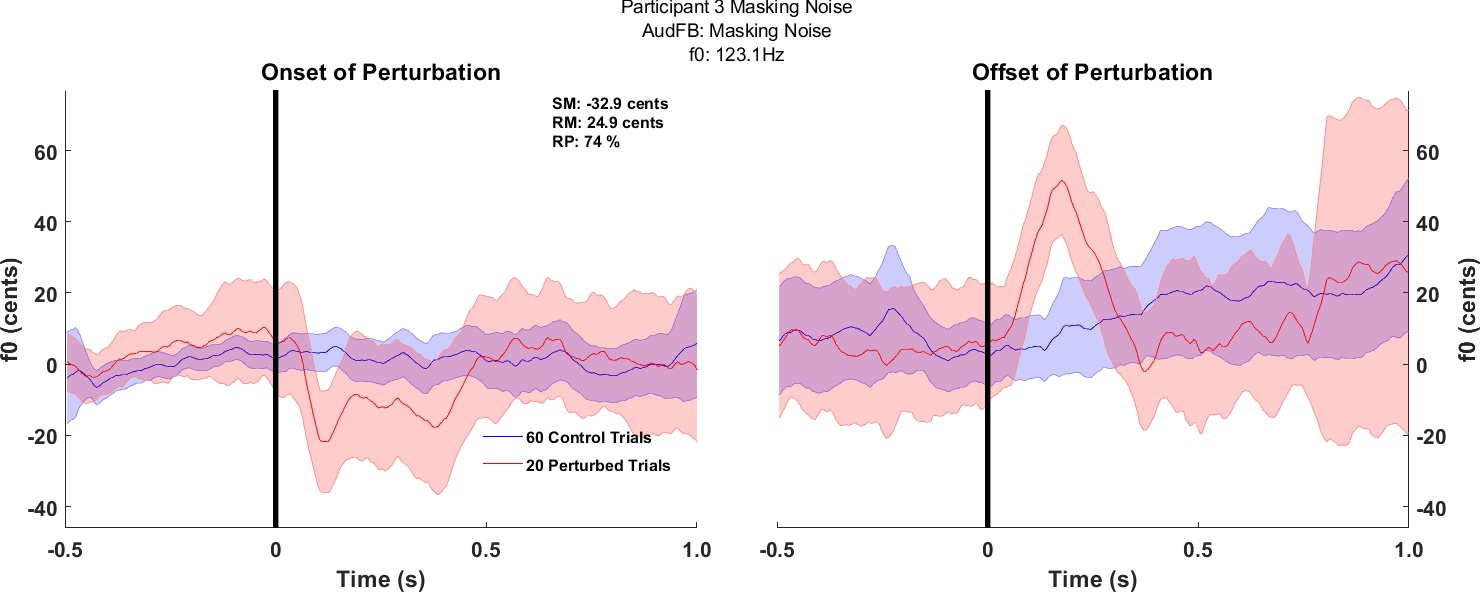 Participant 3 Masking Noise
AudFB: Masking Noise
f0: 123.1Hz
Onset of Perturbation
SM: -32.9 cents
RM: 24.9 cents
RP: 74 %
60
40
20
0
-20
-40
f0 (cents)
60 Control Trials
20 Perturbed Trials
-0.5
0
0.5
1.0
Time (s)
Offset of Perturbation
60
40
20
0
-20
-40
f0 (cents)
-0.5
0
0.5
1.0
Time (s)